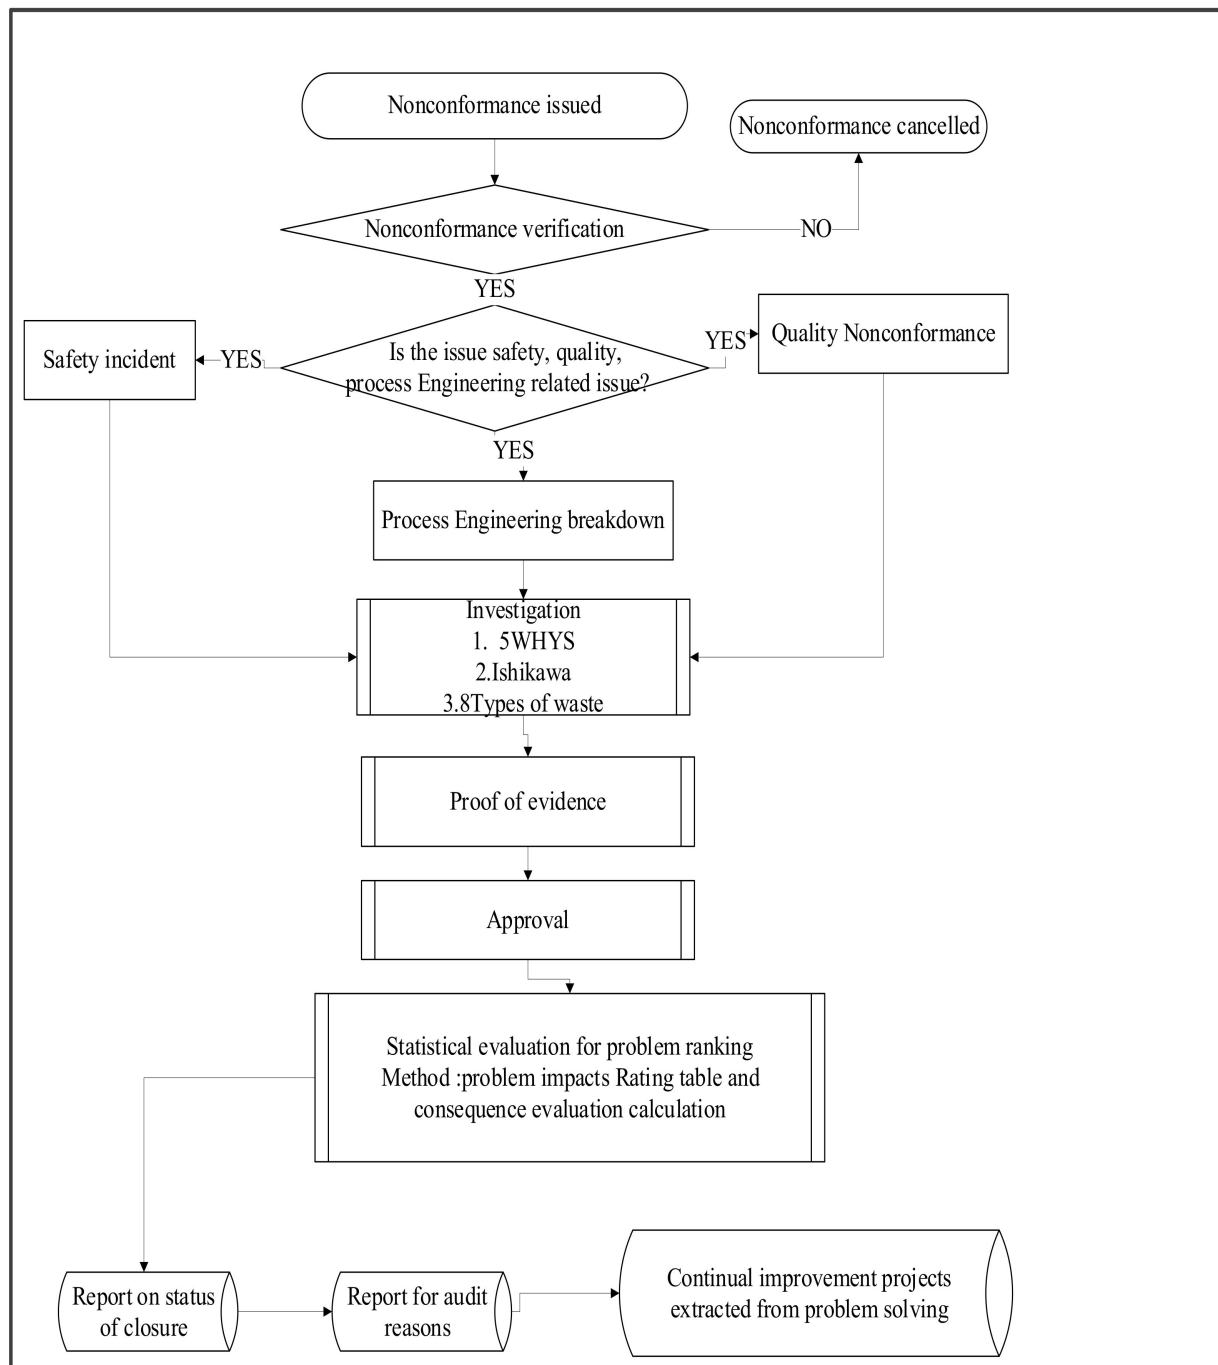 Nonconformance issued
Nonconformance cancelled
Nonconformance verification
NO
YES
Safety incident
YES
Is the issue safety, quality,
process Engineering related issue?
YES
Quality Nonconformance
YES
Process Engineering breakdown
Investigation
1. 5WHYS
2.Ishikawa
3.8Types of waste
Proof of evidence
Approval
Statistical evaluation for problem ranking
Method :problem impacts Rating table and
consequence evaluation calculation
Report on status
of closure
Report for audit
reasons
Continual improvement projects
extracted from problem solving